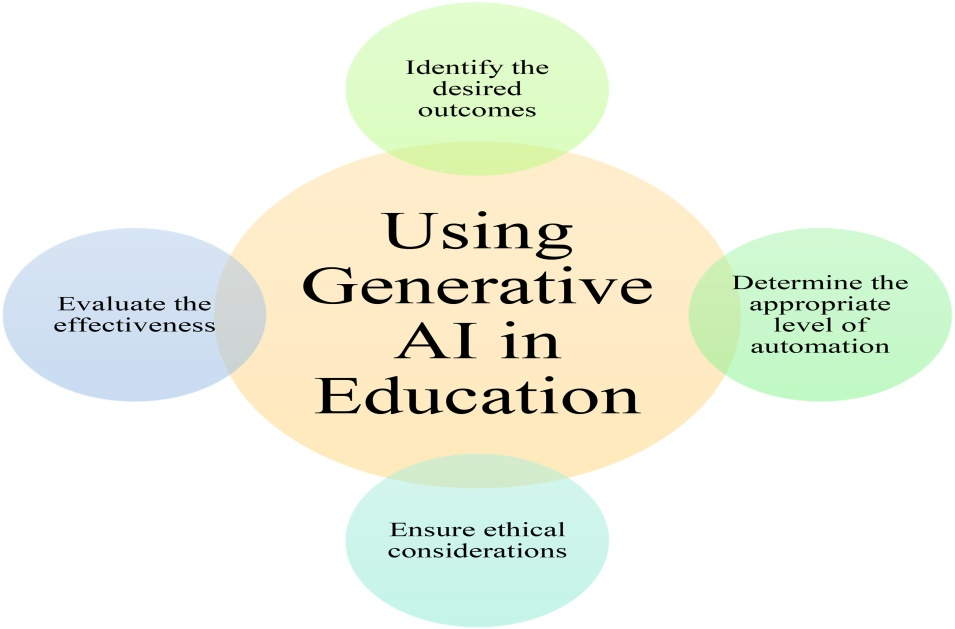 Identify the
desired
outcomes
Using
Generative
AI in
Education
Determine the
appropriate
level of
automation
Ensure ethical
considerations
Evaluate the
effectiveness